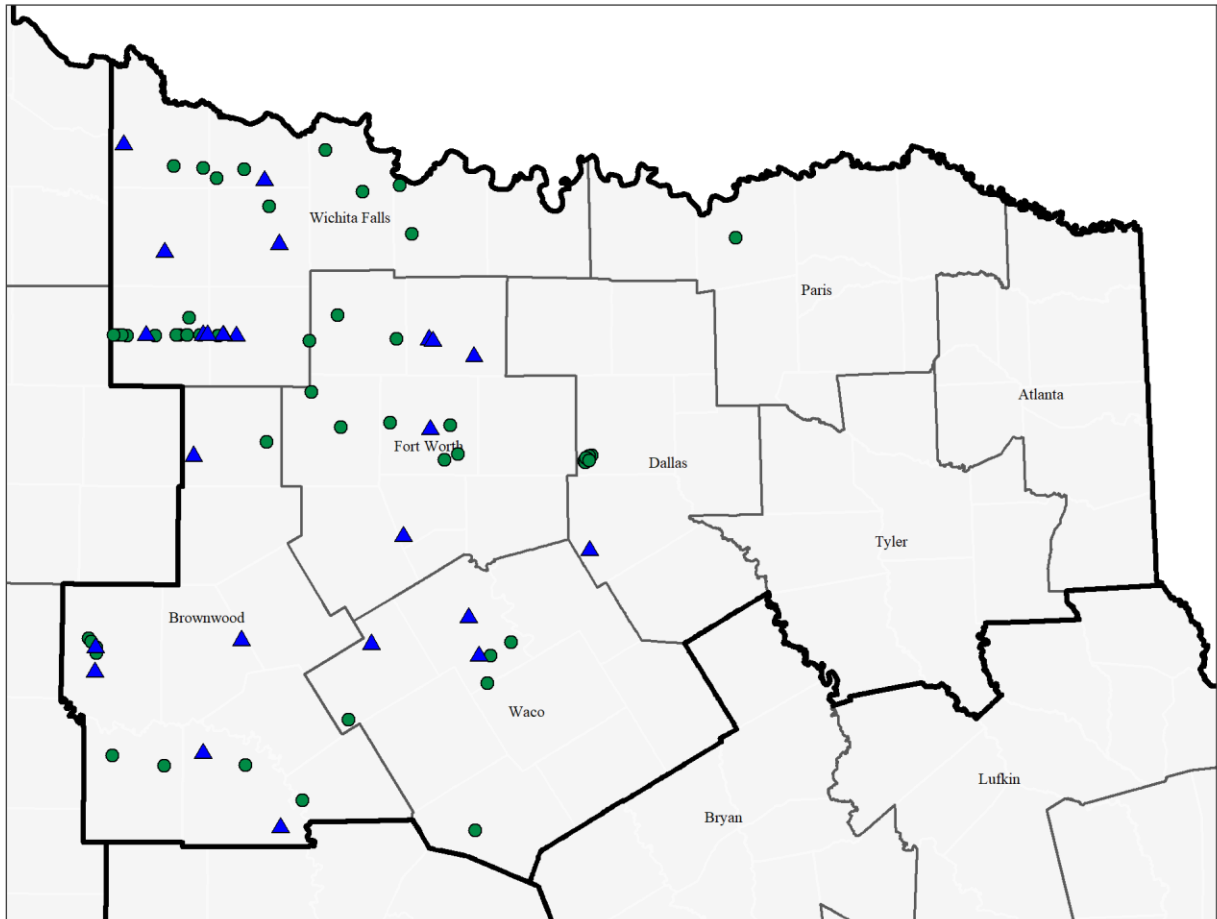 Wichita Falls
Paris
Atlanta
Fort Worth
Dallas
Tyler
Brownwood
Waco
Lufkin
Bryan